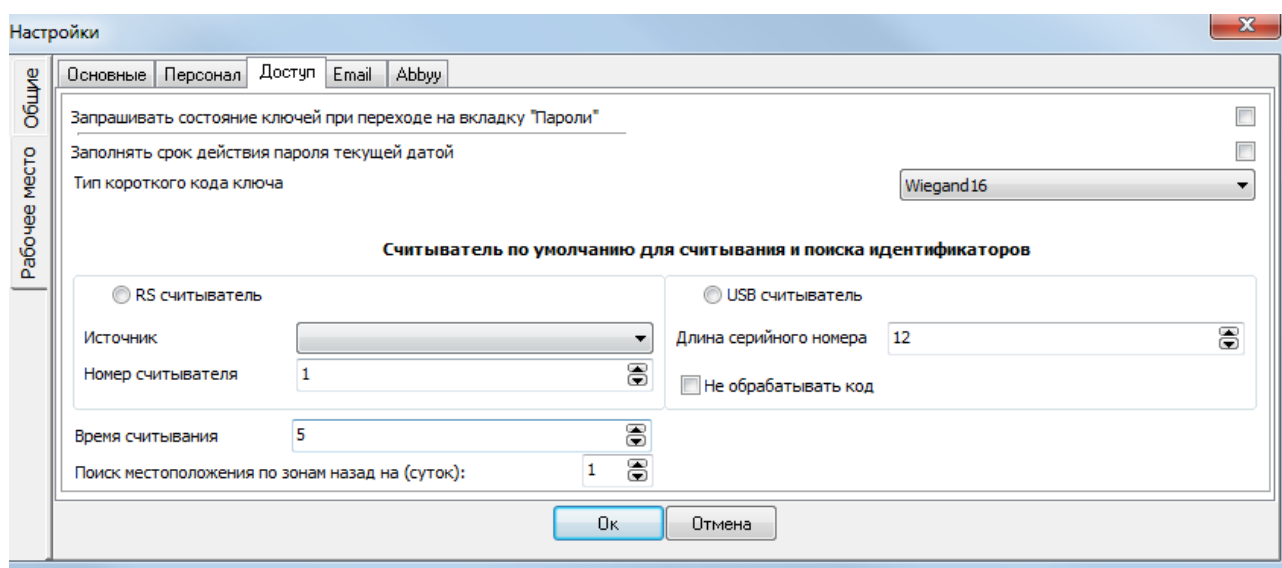 Настройки
Общие
Рабочее место
Основные Персонал Доступ Email Abbyy
Запрашивать состояние ключей при переходе на вкладку "Пароли"
Заполнять срок действия пароля текущей датой
Тип короткого кода ключа Wiegand16
Считыватель по умолчанию для считывания и поиска идентификаторов
RS считыватель USB считыватель
Источник Длина серийного номера 12
Номер считывателя 1 Не обрабатывать код
Время считывания 5
Поиск местоположения по зонам назад на (суток): 1
Ок Отмена